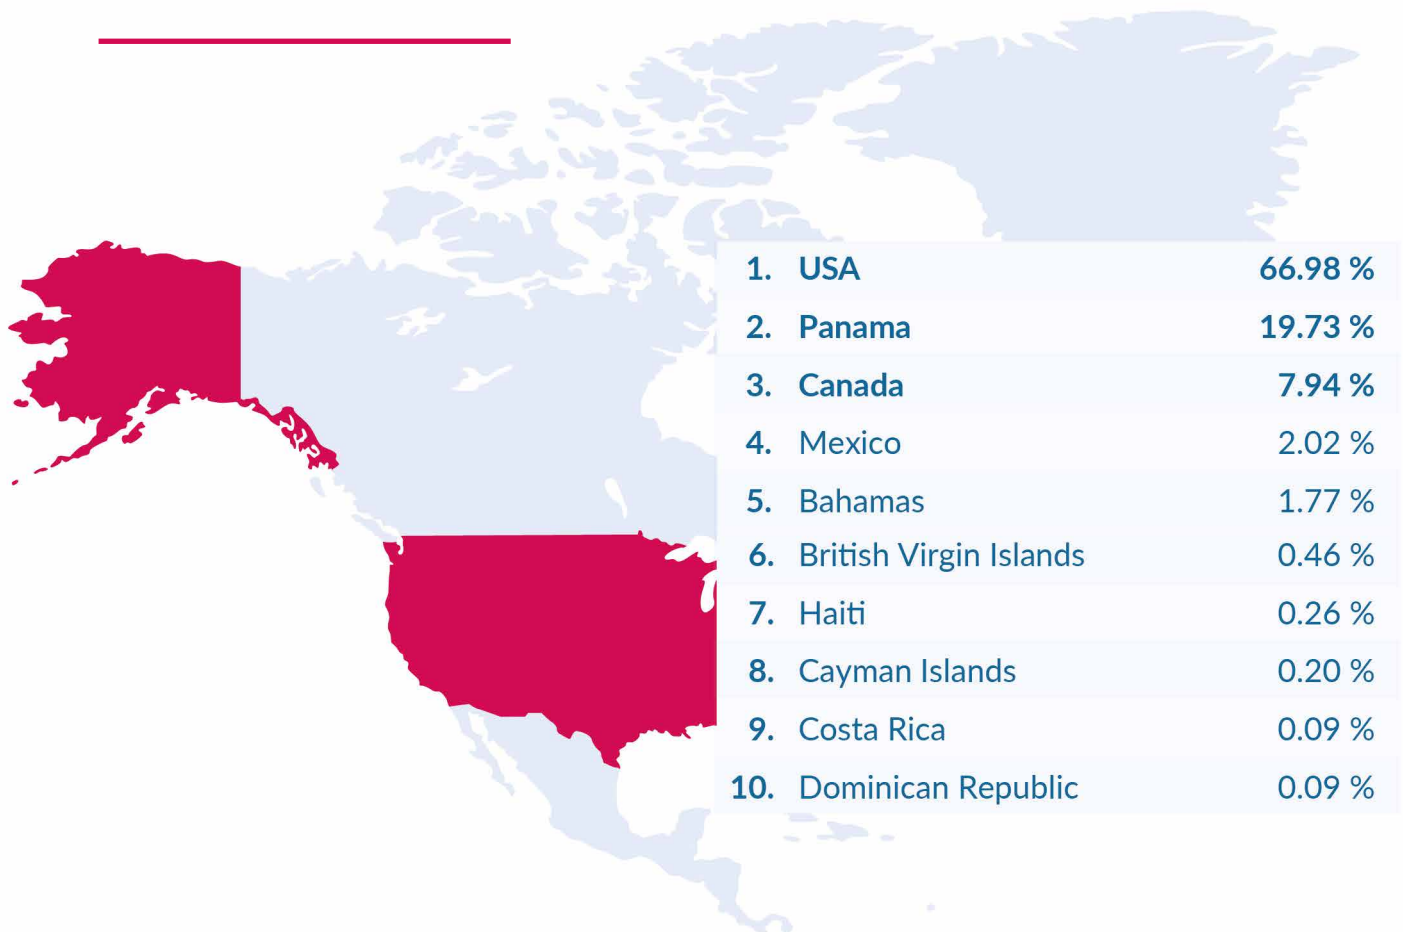 1. USA 66.98 %
2. Panama 19.73 %
3. Canada 7.94 %
4. Mexico 2.02 %
5. Bahamas 1.77 %
6. British Virgin Islands 0.46 %
7. Haiti 0.26 %
8. Cayman Islands 0.20 %
9. Costa Rica 0.09 %
10. Dominican Republic 0.09 %